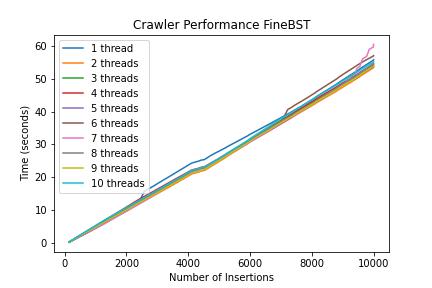 Crawler Performance FineBST
60
50
40
30
20
10
0
Time (seconds)
1 thread
2 threads
3 threads
4 threads
5 threads
6 threads
7 threads
8 threads
9 threads
10 threads
0 2000 4000 6000 8000 10000
Number of Insertions